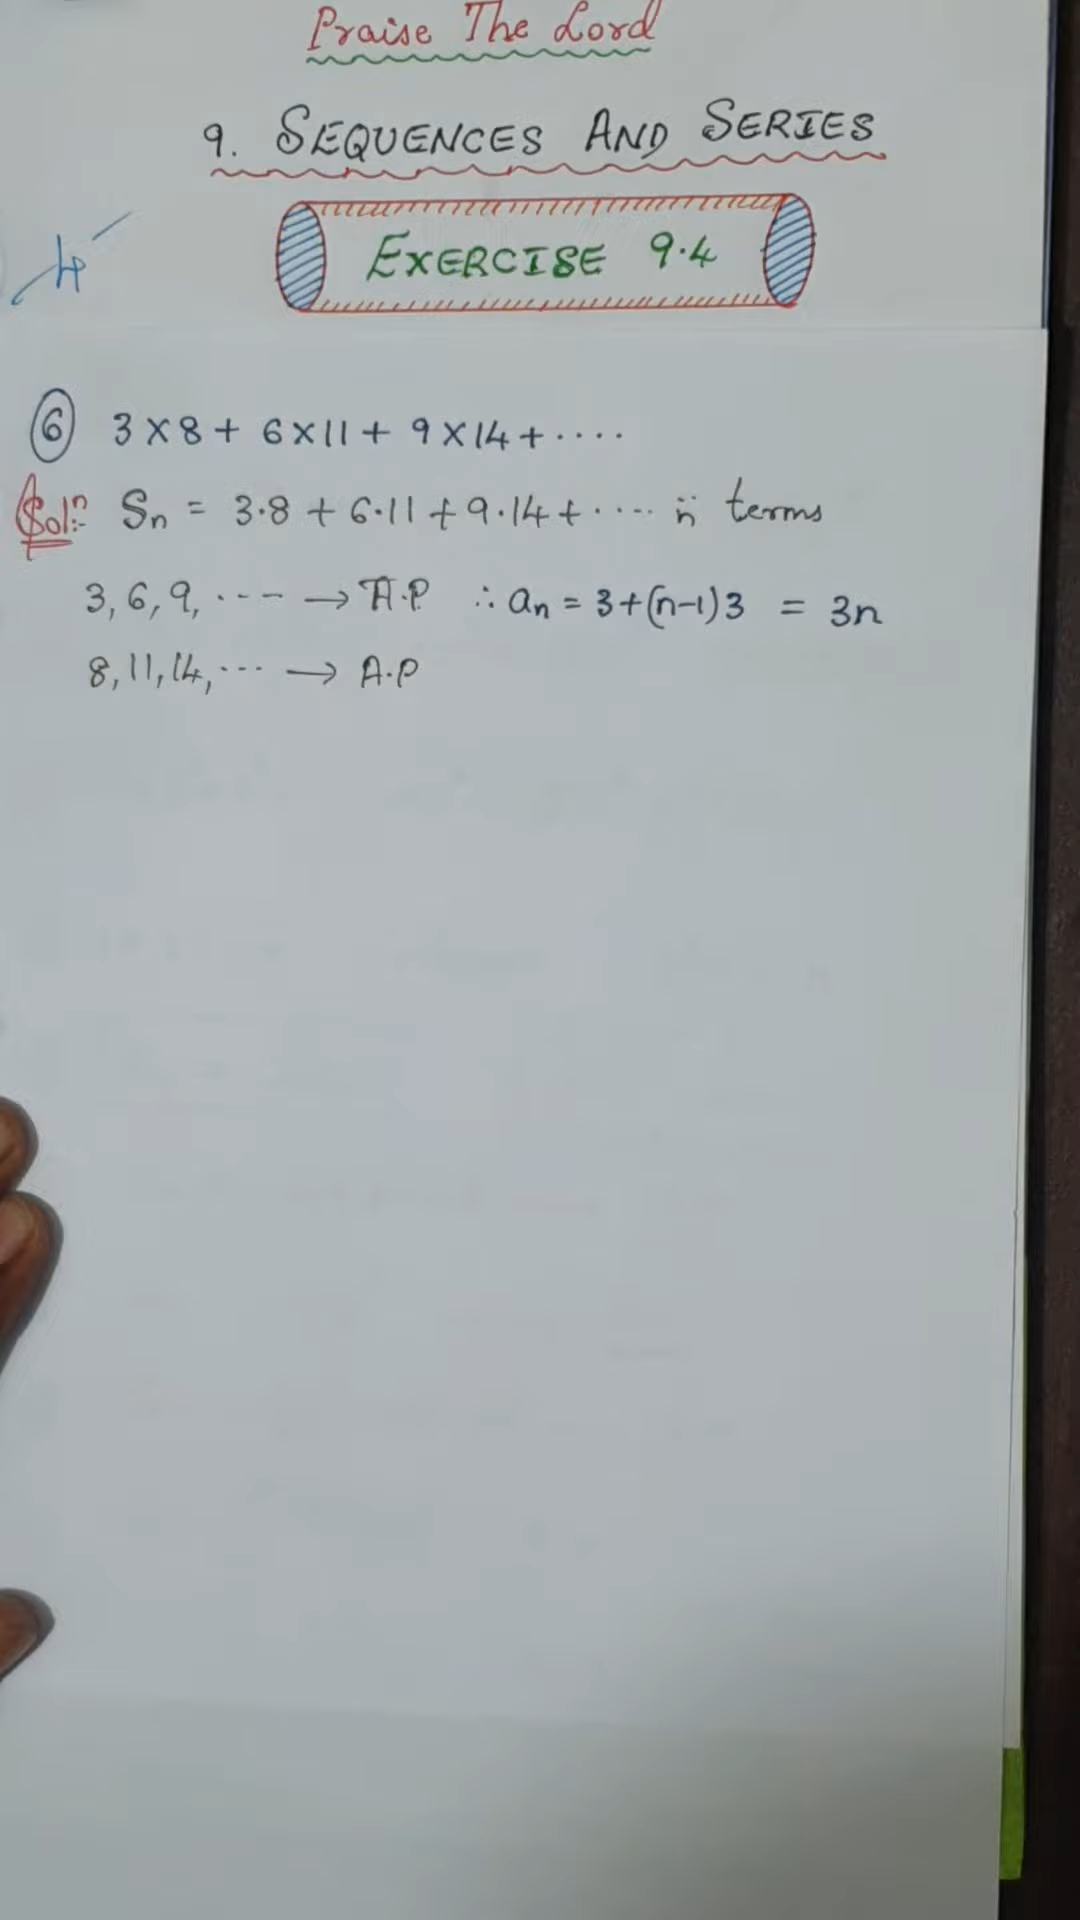 Praise The Lord
9. SEQUENCES AND SERIES
EXERCISE 9.4
6 3×8+ 6×11+ 9×14+....
Sol:n Sn = 3.8 + 6.11 + 9.14 + .... n terms
3, 6, 9, ---- → A.P ∴ an = 3+(n-1)3 = 3n
8, 11, 14, ... → A.P